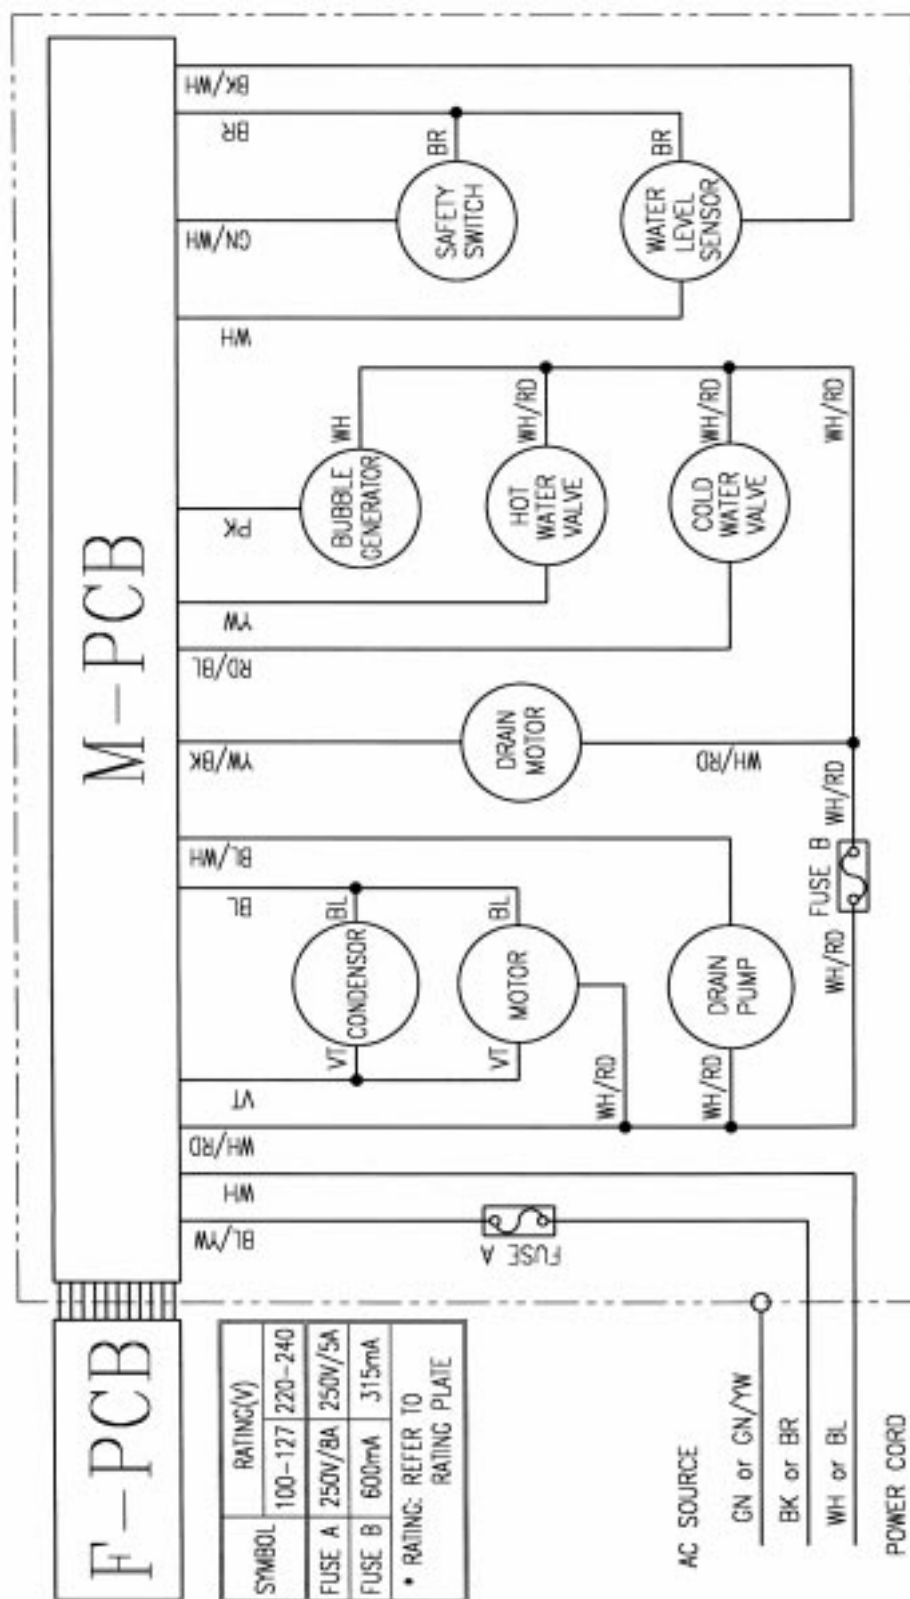 F-PCB
M-PCB
BL/YW
WH
WH/RD
VT
BL
BL/WH
YW/BK
RD/BL
YW
PK
WH
GN/WH
BR
BK/WH
SYMBOL
RATING(V)
100-127
220-240
FUSE A
250V/8A
250V/5A
FUSE B
600mA
315mA
• RATING: REFER TO
RATING PLATE
VT
CONDENSOR
BL
VT
MOTOR
BL
WH/RD
FUSE A
WH/RD
DRAIN
PUMP
DRAIN
MOTOR
WH/RD
BUBBLE
GENERATOR
WH
HOT
WATER
VALVE
WH/RD
COLD
WATER
VALVE
WH/RD
WH/RD
SAFETY
SWITCH
BR
WATER
LEVEL
SENSOR
BR
WH/RD
FUSE B
WH/RD
AC SOURCE
GN or GN/YW
BK or BR
WH or BL
POWER CORD